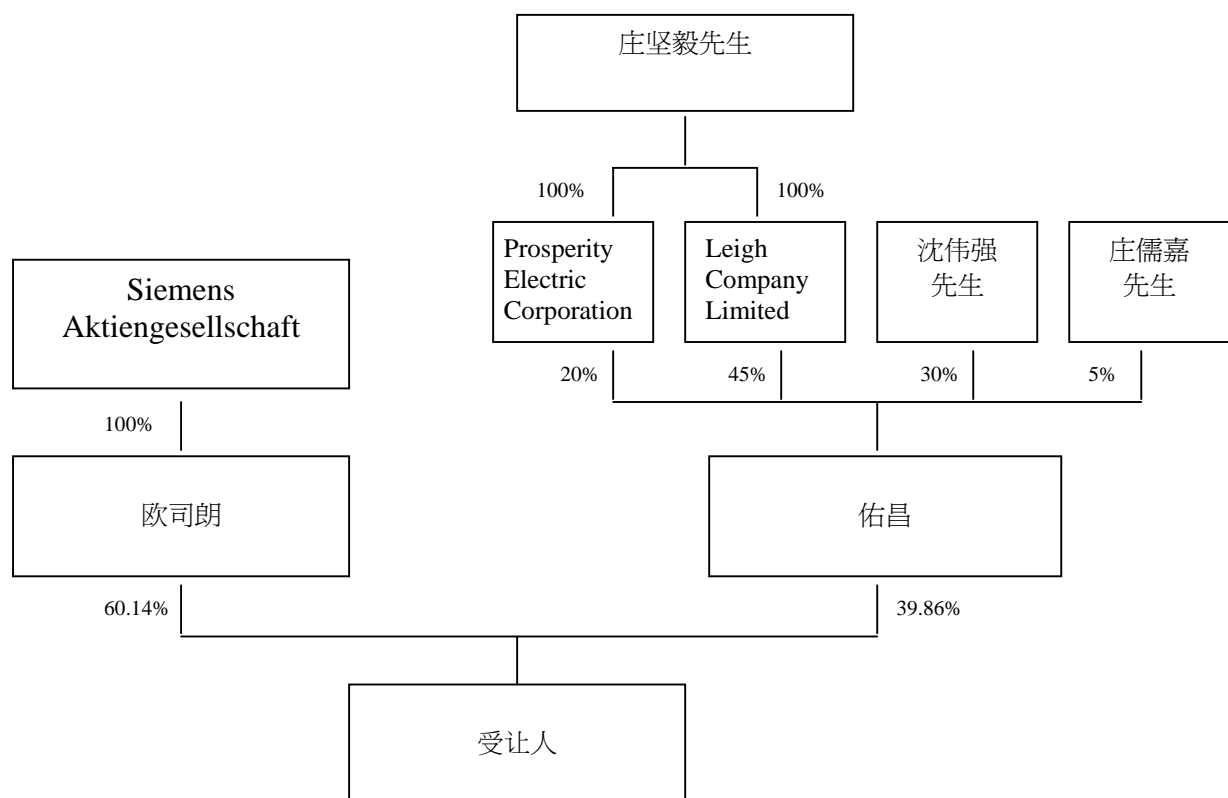 庄坚毅先生
100%
100%
Prosperity
Electric
Corporation
Leigh
Company
Limited
沈伟强
先生
庄儒嘉
先生
Siemens
Aktiengesellschaft
20%
45%
30%
5%
100%
欧司朗
佑昌
60.14%
39.86%
受让人